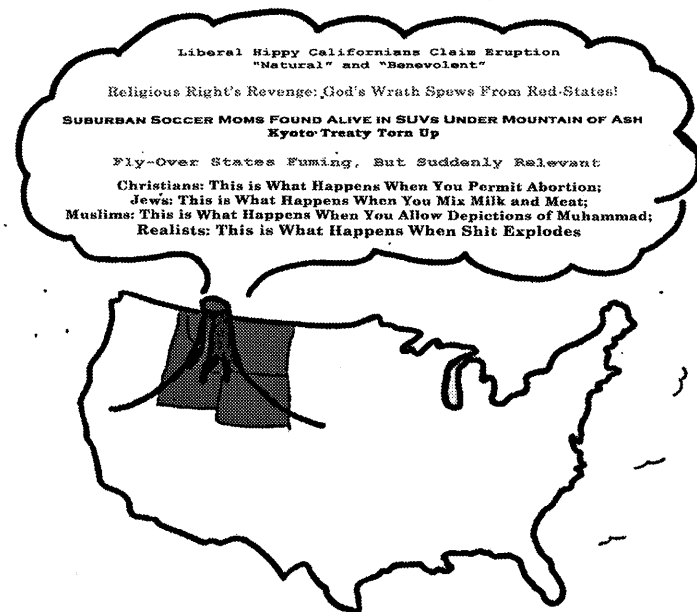 Liberal Hippy Californians Claim Eruption
"Natural" and "Benevolent"
Religious Right's Revenge: God's Wrath Spews From Red-States!
SUBURBAN SOCCER MOMS FOUND ALIVE IN SUVS UNDER MOUNTAIN OF ASH
Kyoto Treaty Torn Up
Fly-Over States Fuming, But Suddenly Relevant
Christians: This is What Happens When You Permit Abortion;
Jews: This is What Happens When You Mix Milk and Meat;
Muslims: This is What Happens When You Allow Depictions of Muhammad;
Realists: This is What Happens When Shit Explodes